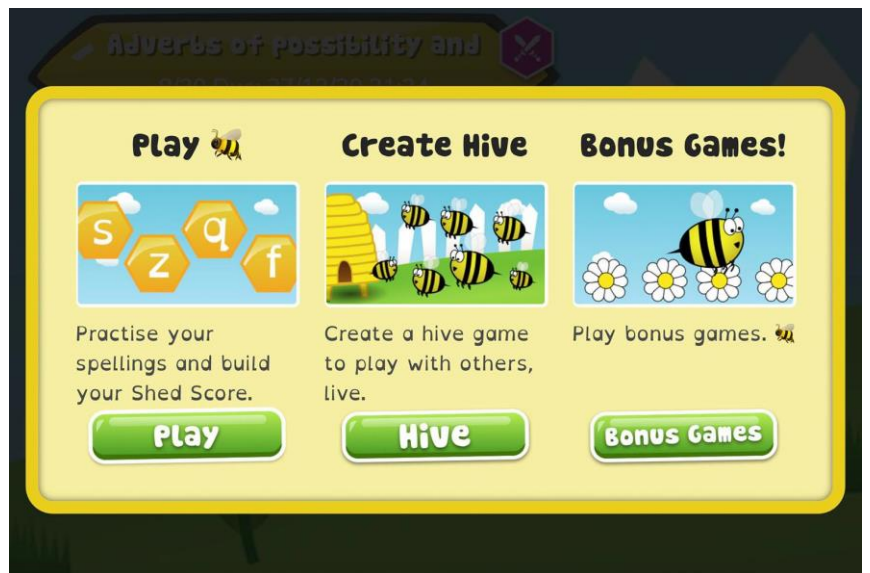 Adverbs of possibility and
Play 🐝
Create Hive
Bonus Games!
s
z
q
f
Practise your
spellings and build
your Shed Score.
Create a hive game
to play with others,
live.
Play bonus games. 🐝
Play
Hive
Bonus Games